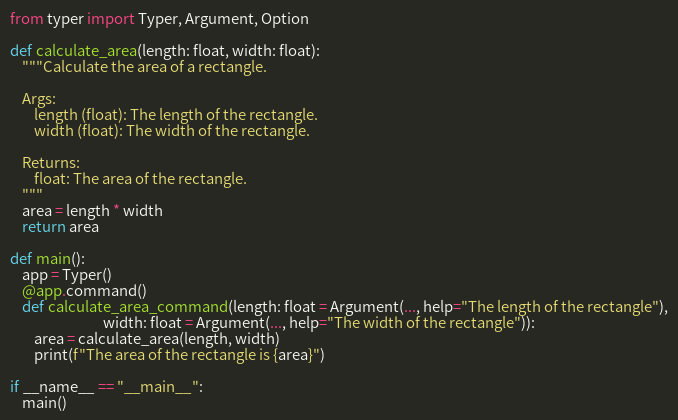 from typer import Typer, Argument, Option

def calculate_area(length: float, width: float):
    """Calculate the area of a rectangle.

    Args:
        length (float): The length of the rectangle.
        width (float): The width of the rectangle.

    Returns:
        float: The area of the rectangle.
    """
    area = length * width
    return area

def main():
    app = Typer()
    @app.command()
    def calculate_area_command(length: float = Argument(..., help="The length of the rectangle"),
                               width: float = Argument(..., help="The width of the rectangle")):
        area = calculate_area(length, width)
        print(f"The area of the rectangle is {area}")

if __name__ == "__main__":
    main()